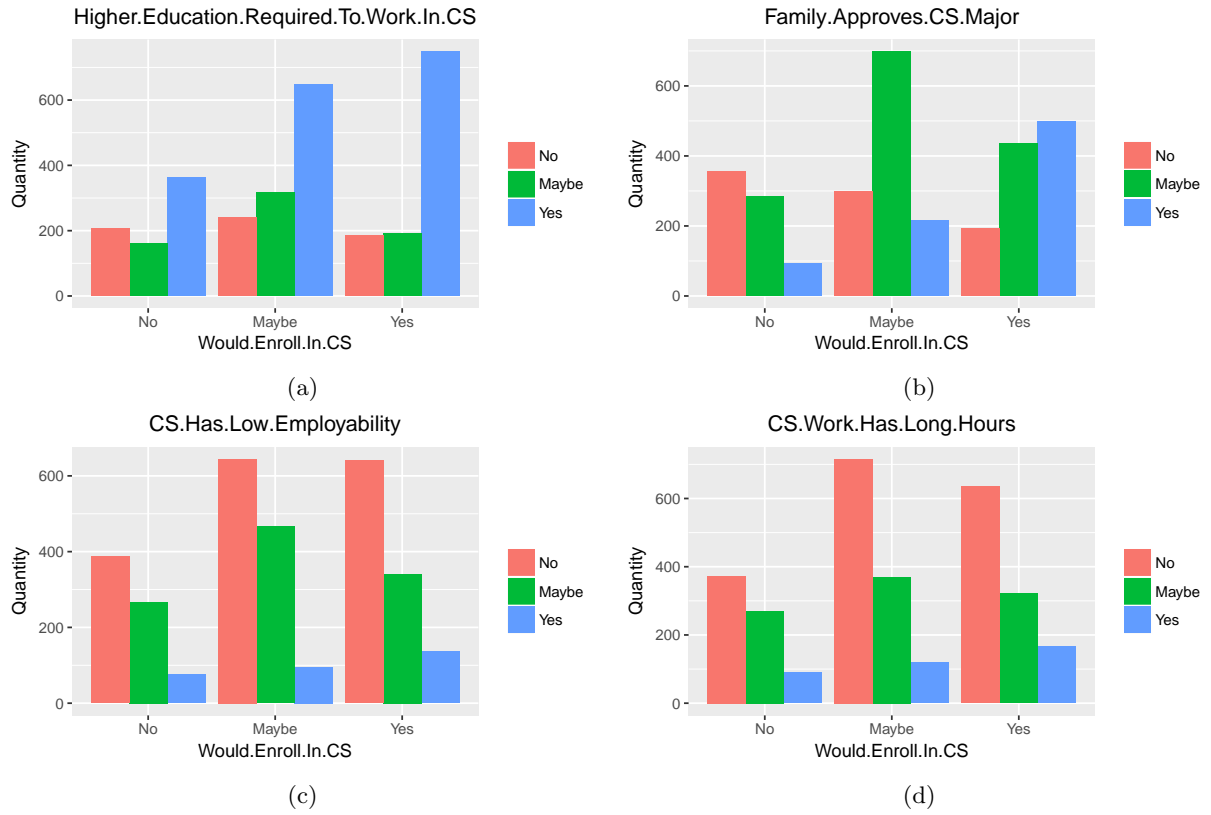 Higher.Education.Required.To.Work.In.CS
Quantity
600
400
200
0
No
Maybe
Yes
Would.Enroll.In.CS
No
Maybe
Yes
(a)
Family.Approves.CS.Major
Quantity
600
400
200
0
No
Maybe
Yes
Would.Enroll.In.CS
No
Maybe
Yes
(b)
CS.Has.Low.Employability
Quantity
600
400
200
0
No
Maybe
Yes
Would.Enroll.In.CS
No
Maybe
Yes
(c)
CS.Work.Has.Long.Hours
Quantity
600
400
200
0
No
Maybe
Yes
Would.Enroll.In.CS
No
Maybe
Yes
(d)